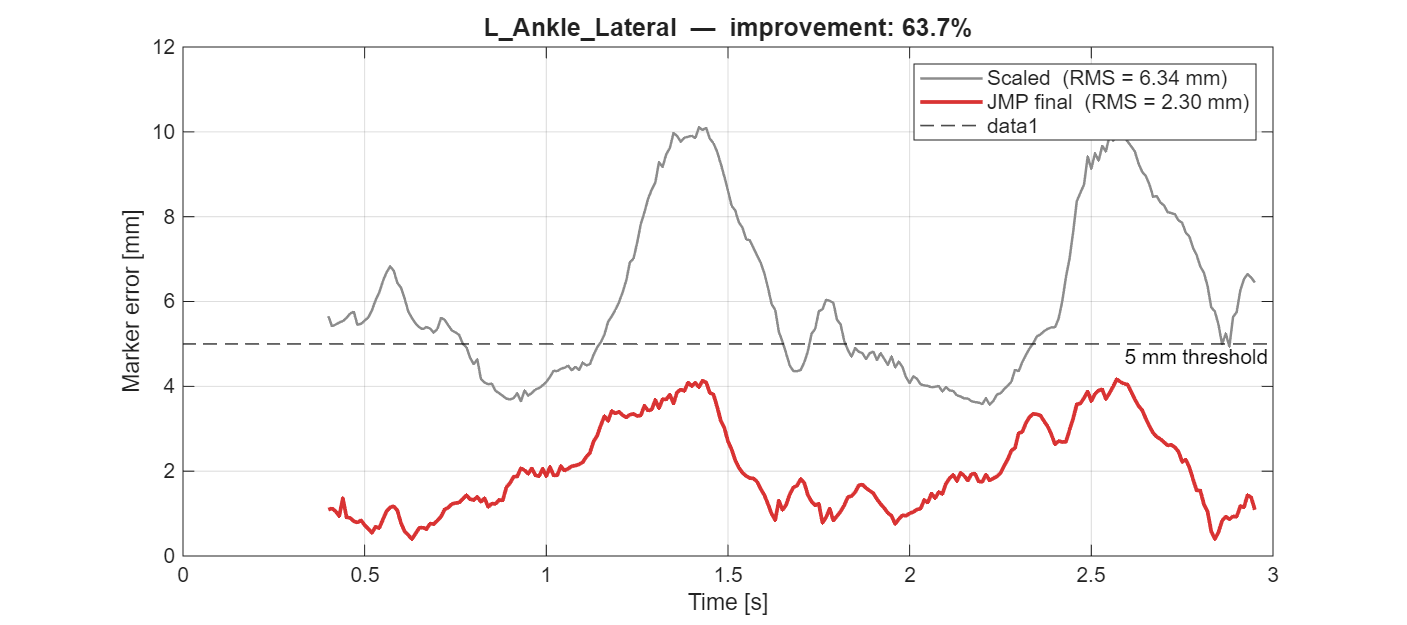 L_Ankle_Lateral — improvement: 63.7%
12
10
8
6
4
2
0
Marker error [mm]
Scaled (RMS = 6.34 mm)
JMP final (RMS = 2.30 mm)
data1
5 mm threshold
0 0.5 1 1.5 2 2.5 3
Time [s]